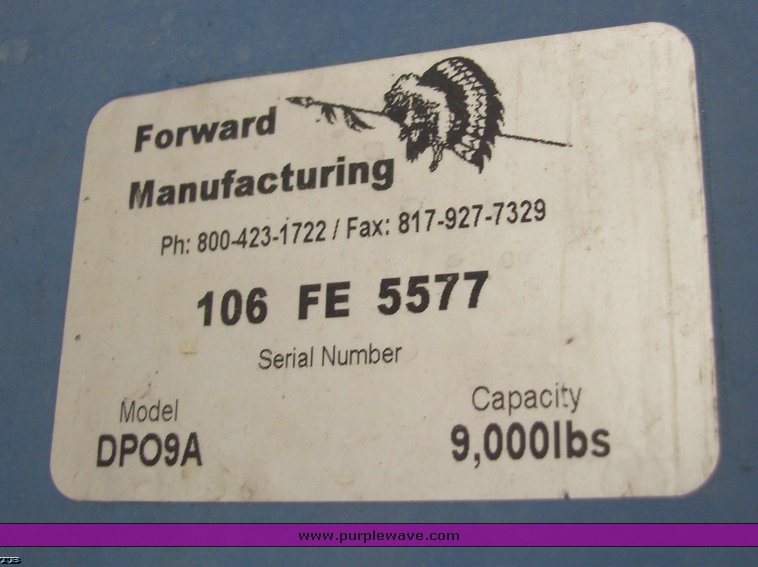 Forward
Manufacturing
Ph: 800-423-1722 / Fax: 817-927-7329
106 FE 5577
Serial Number
Model
DPO9A
Capacity
9,000lbs
www.purplewave.com